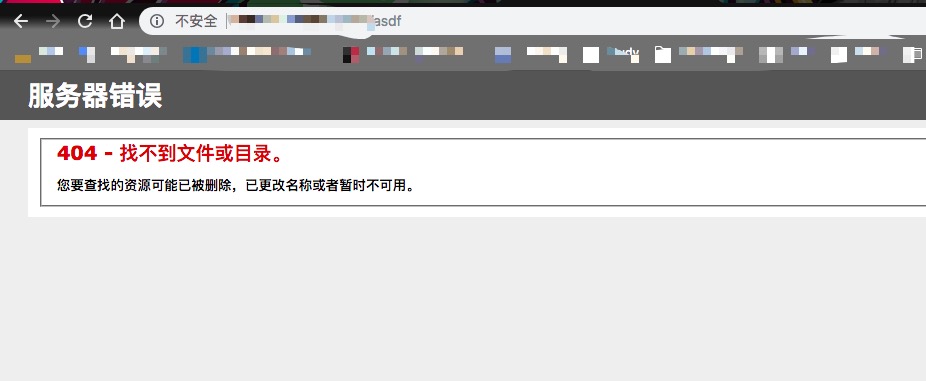 不安全
asdf
服务器错误
404 - 找不到文件或目录。
您要查找的资源可能已被删除，已更改名称或者暂时不可用。